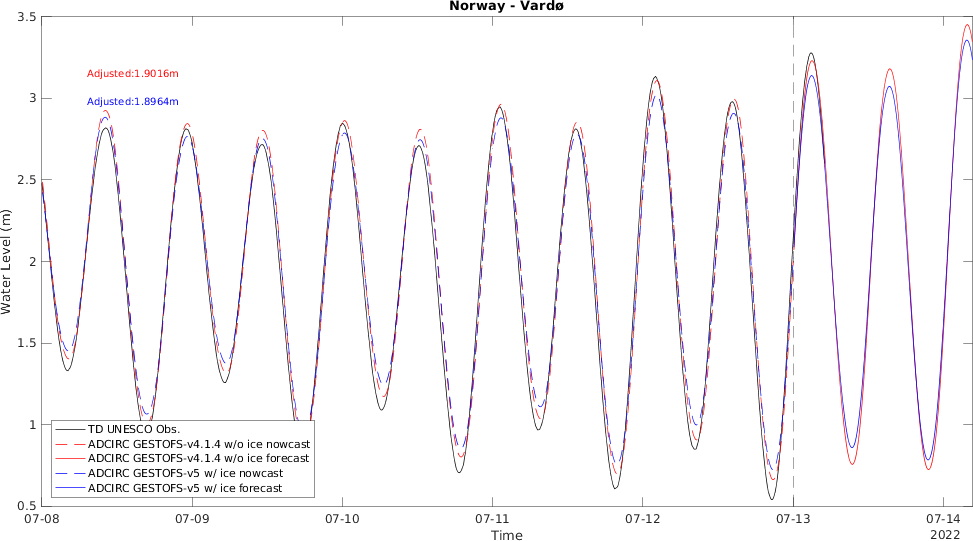 Norway - Vardø
3.5
3
2.5
2
1.5
1
0.5
Water Level (m)
Adjusted:1.9016m
Adjusted:1.8964m
TD UNESCO Obs.
ADCIRC GESTOFS-v4.1.4 w/o ice nowcast
ADCIRC GESTOFS-v4.1.4 w/o ice forecast
ADCIRC GESTOFS-v5 w/ ice nowcast
ADCIRC GESTOFS-v5 w/ ice forecast
07-08 07-09 07-10 07-11 07-12 07-13 07-14
2022
Time